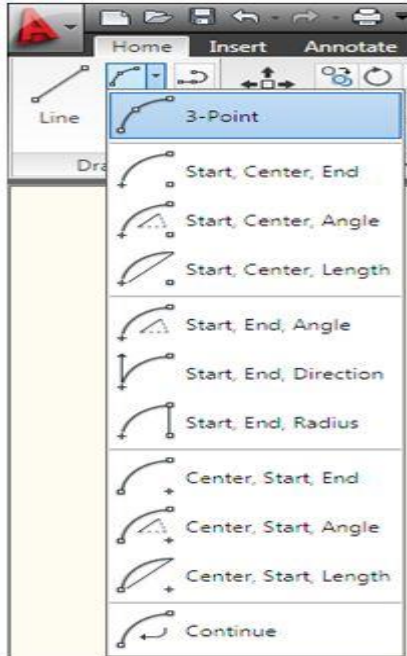 Home Insert Annotate
Line
Dra
3-Point
Start, Center, End
Start, Center, Angle
Start, Center, Length
Start, End, Angle
Start, End, Direction
Start, End, Radius
Center, Start, End
Center, Start, Angle
Center, Start, Length
Continue